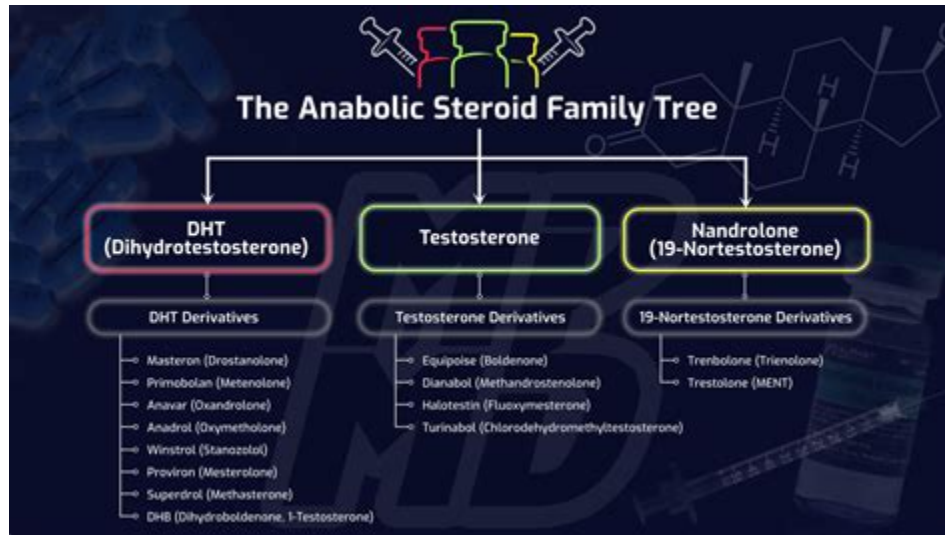 The Anabolic Steroid Family Tree
DHT
(Dihydrotestosterone)
Testosterone
Nandrolone
(19-Nortestosterone)
DHT Derivatives
Testosterone Derivatives
19-Nortestosterone Derivatives
Masteron (Drostanolone)
Primobolan (Metenolone)
Anavar (Oxandrolone)
Anadrol (Oxymetholone)
Winstrol (Stanozolol)
Proviron (Mesterolone)
Superdrol (Methasterone)
DHB (Dihydroboldenone, 1-Testosterone)
Equipoise (Boldenone)
Dianabol (Methandrostenolone)
Halotestin (Fluoxymesterone)
Turinabol (Chlorodehydromethyltestosterone)
Trenbolone (Trienolone)
Trestolone (MENT)
O
H
H
H